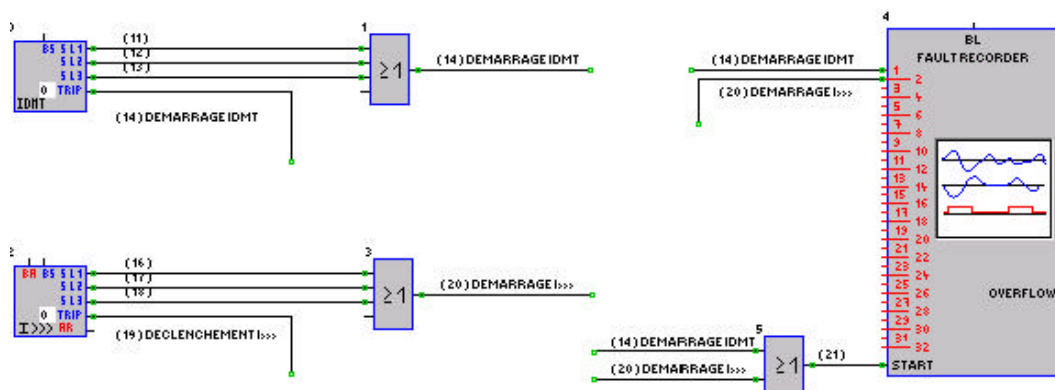 1
(11)
BS SL1
(12)
SL2
(13)
SL3
0 TRIP
IDMT
≥1
(14)DEMARRAGE IDMT
(14)DEMARRAGE IDMT
4
BL
FAULT RECORDER
(14)DEMARRAGE IDMT
(20)DEMARRAGE I>>>
1
2
3
4
5
6
7
8
9
10
11
12
13
14
15
16
17
18
19
20
21
22
23
24
25
26
27
28
29
30
31
32
OVERFLOW
START
(16)
BA BS SL1
(17)
SL2
(18)
SL3
0 TRIP
I>>> AR
(19)DECLENCHEMENT I>>>
3
≥1
(20)DEMARRAGE I>>>
5
(14)DEMARRAGE IDMT
(20)DEMARRAGE I>>>
≥1
(21)